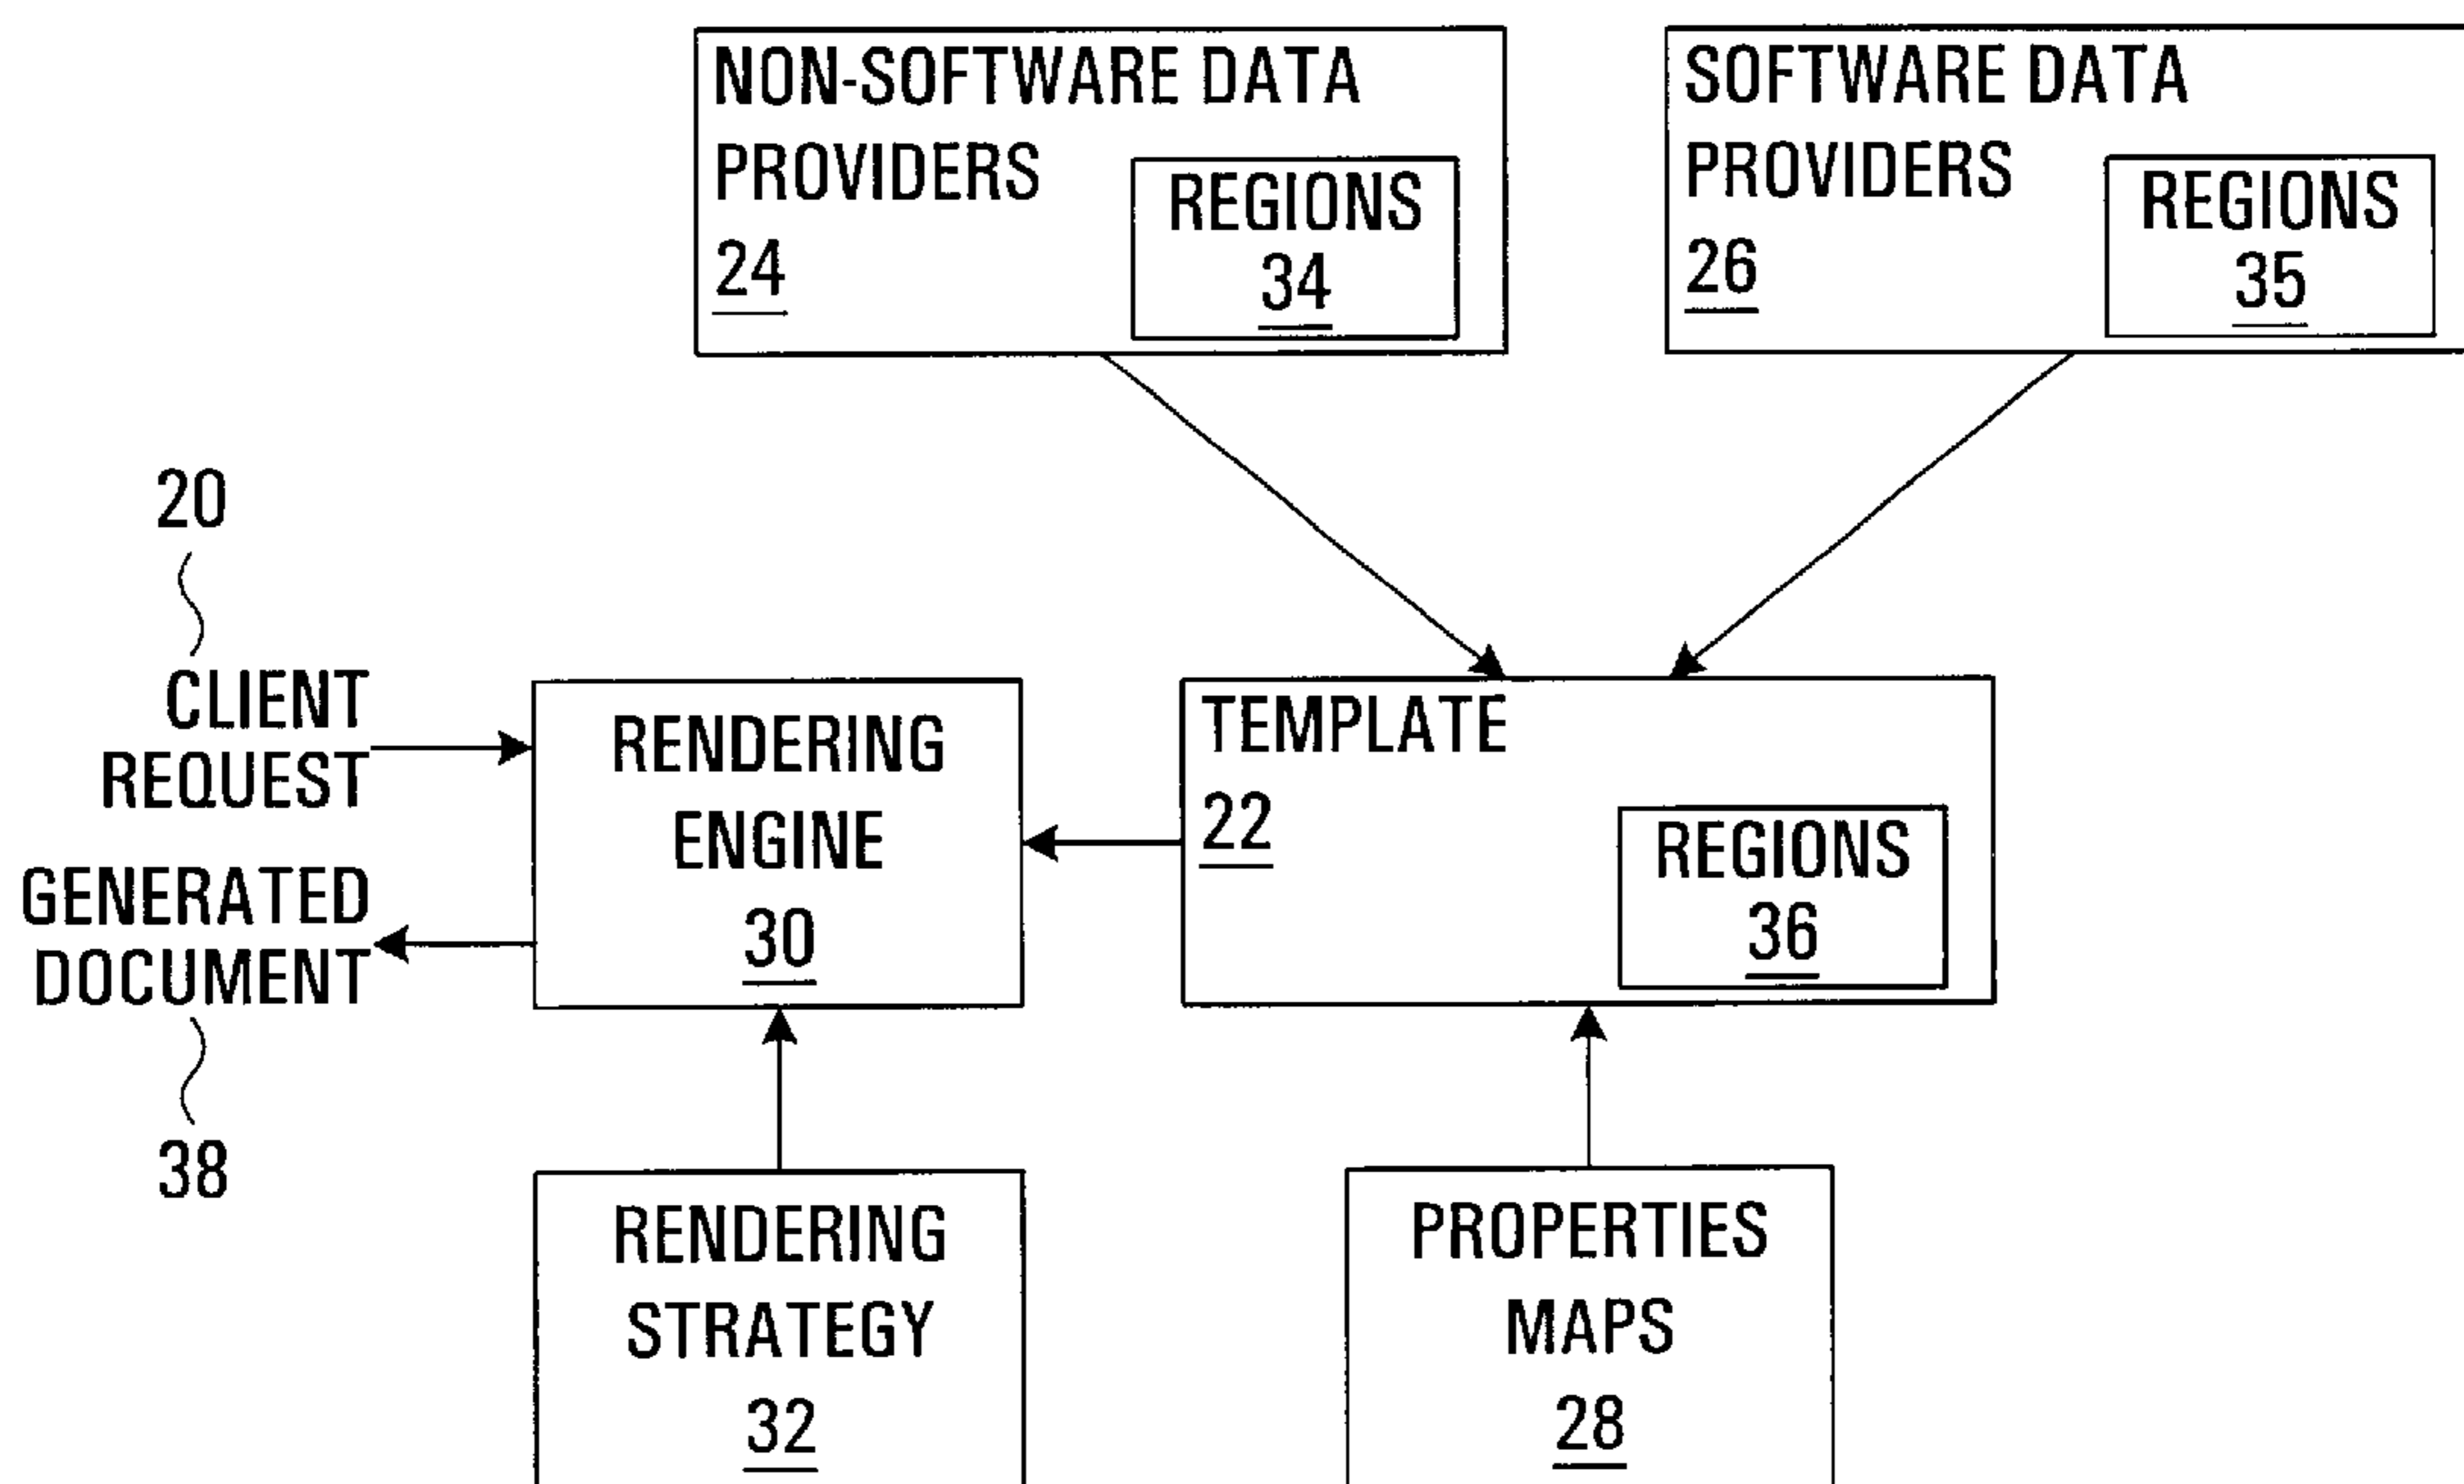 NON-SOFTWARE DATA
PROVIDERS
24
REGIONS
34
SOFTWARE DATA
PROVIDERS
26
REGIONS
35
20
CLIENT
REQUEST
GENERATED
DOCUMENT
38
RENDERING
ENGINE
30
TEMPLATE
22
REGIONS
36
RENDERING
STRATEGY
32
PROPERTIES
MAPS
28